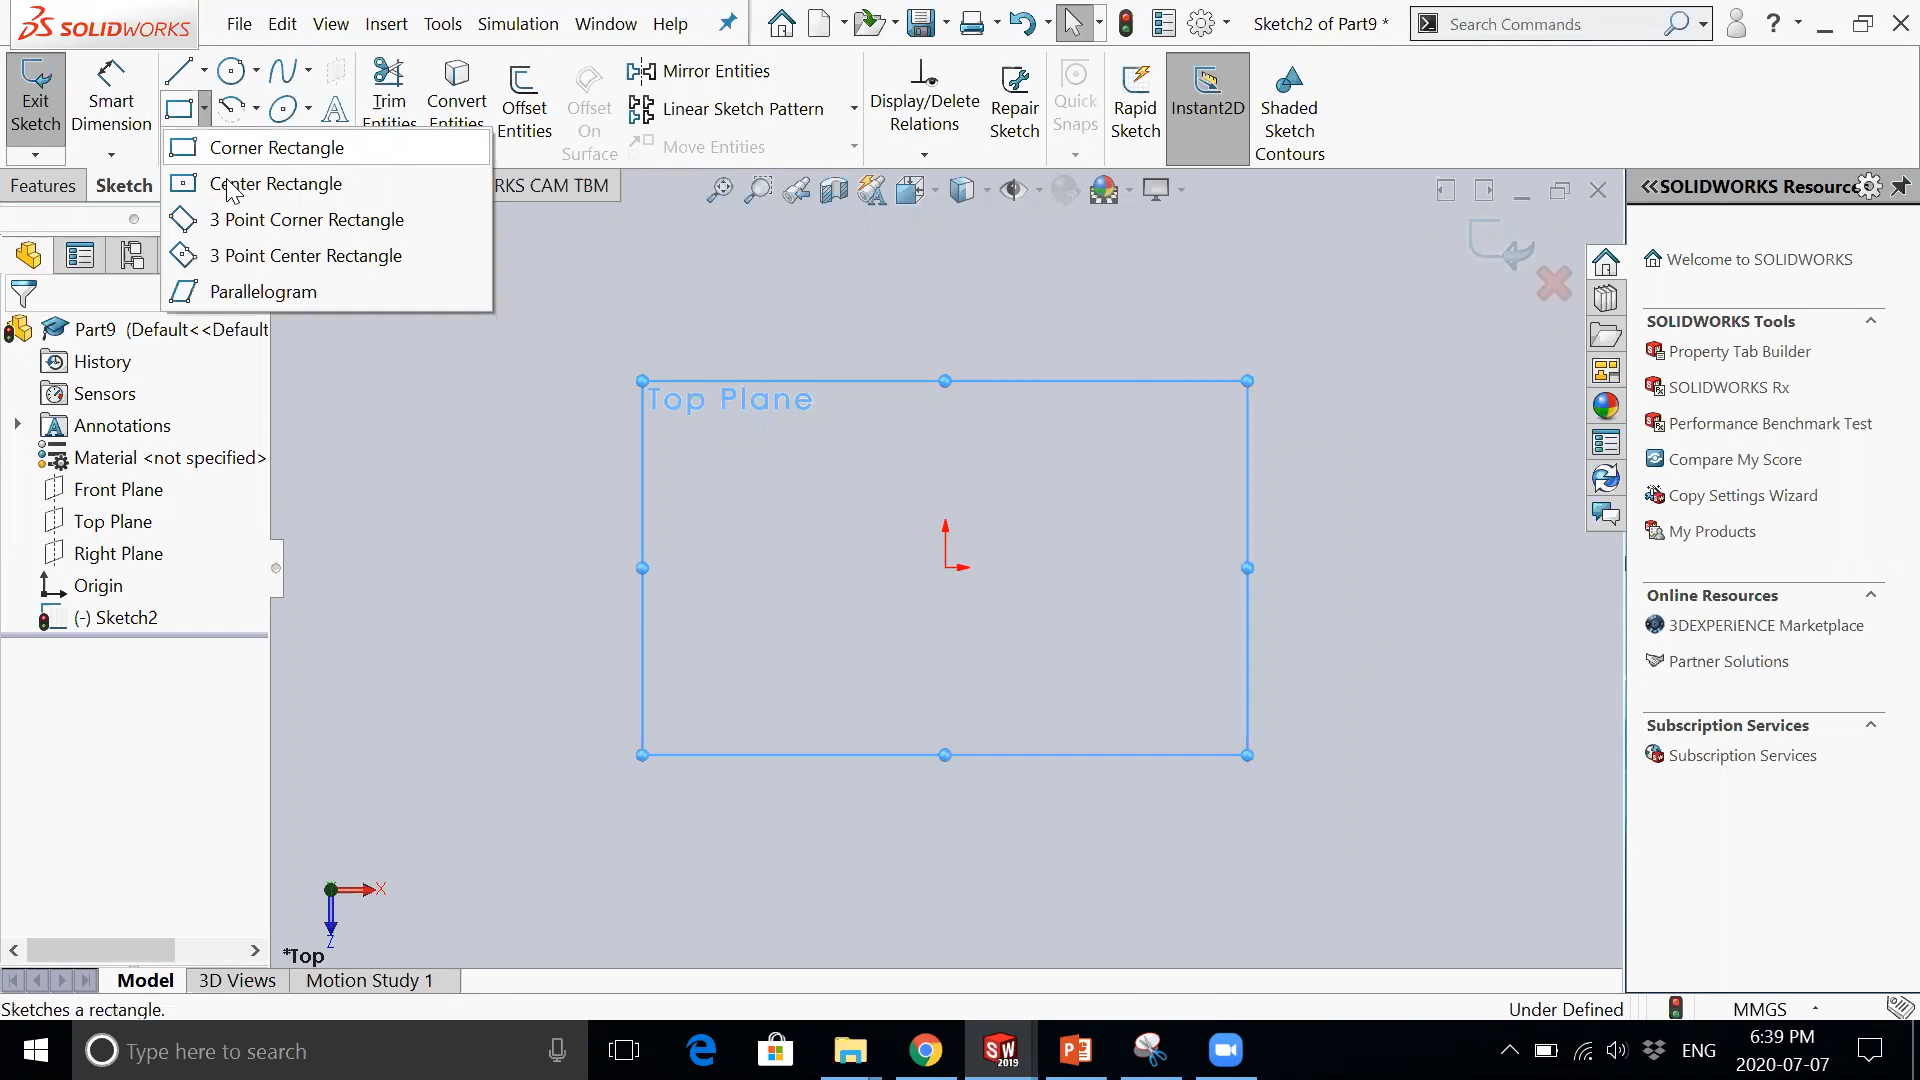 SOLIDWORKS
File Edit View Insert Tools Simulation Window Help
Sketch2 of Part9 *
Search Commands
Exit Sketch
Smart Dimension
Trim Entities
Convert Entities
Offset Entities
Offset On Surface
Mirror Entities
Linear Sketch Pattern
Move Entities
Display/Delete Relations
Repair Sketch
Quick Snaps
Rapid Sketch
Instant2D
Shaded Sketch Contours
Corner Rectangle
Center Rectangle
3 Point Corner Rectangle
3 Point Center Rectangle
Parallelogram
Features Sketch RKS CAM TBM
Part9 (Default<<Default
History
Sensors
Annotations
Material <not specified>
Front Plane
Top Plane
Right Plane
Origin
(-) Sketch2
Top Plane
X
Z
*Top
SOLIDWORKS Resourc
Welcome to SOLIDWORKS
SOLIDWORKS Tools
Property Tab Builder
SOLIDWORKS Rx
Performance Benchmark Test
Compare My Score
Copy Settings Wizard
My Products
Online Resources
3DEXPERIENCE Marketplace
Partner Solutions
Subscription Services
Subscription Services
Model 3D Views Motion Study 1
Sketches a rectangle.
Under Defined
MMGS
Type here to search
SW 2019
ENG
6:39 PM
2020-07-07